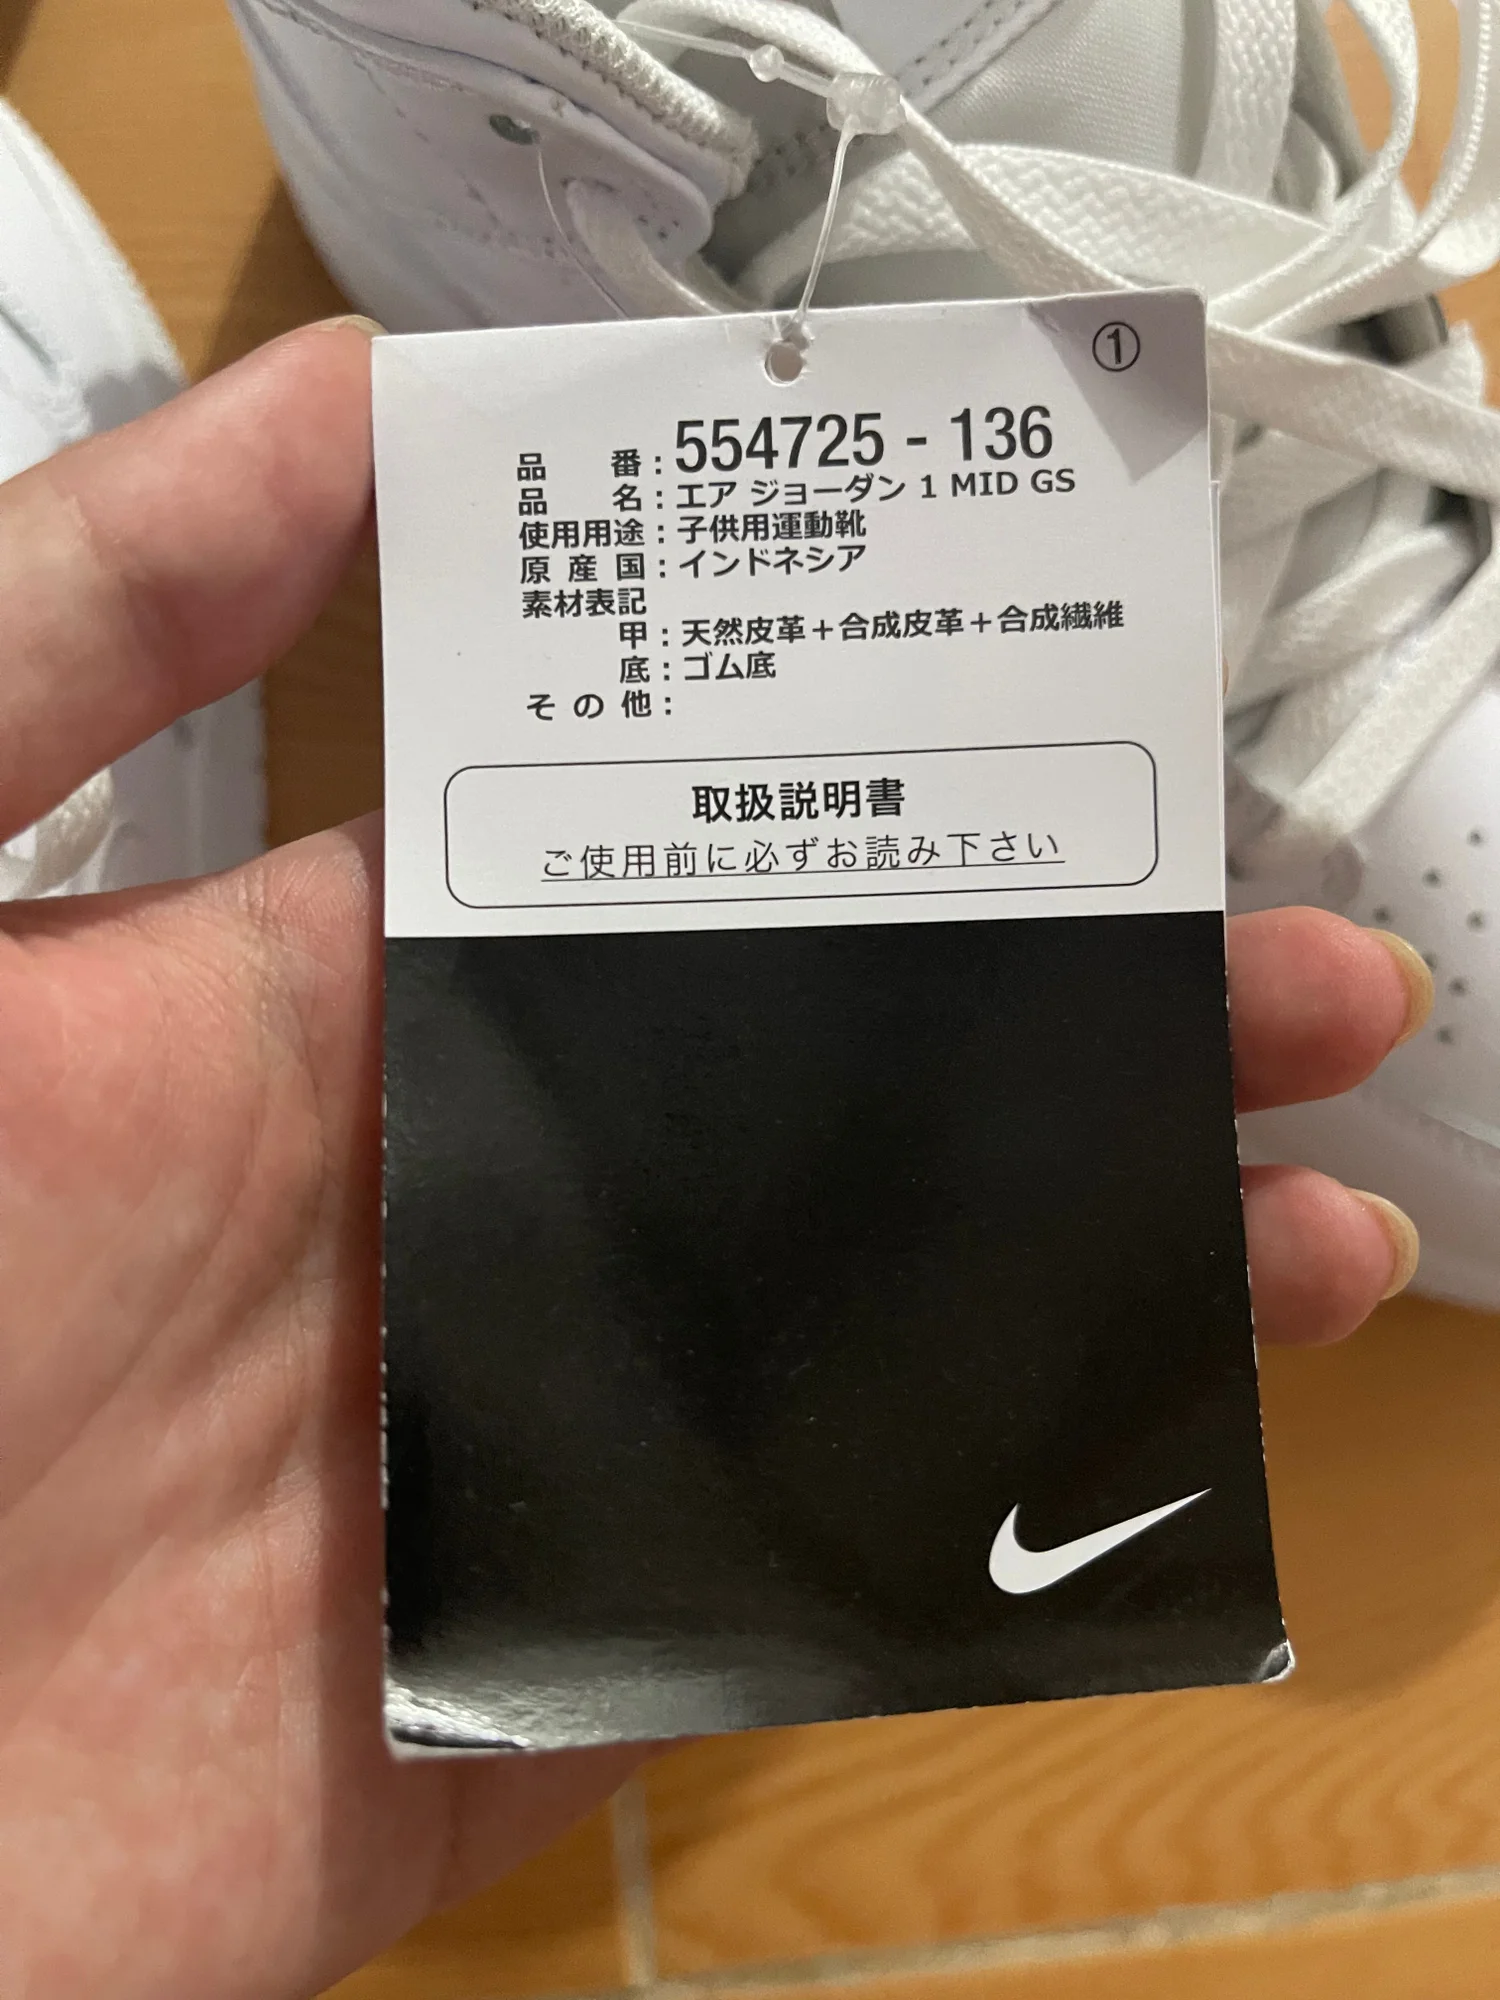 ①
品番：554725 - 136
品名：エア ジョーダン 1 MID GS
使用用途：子供用運動靴
原産国：インドネシア
素材表記
甲：天然皮革＋合成皮革＋合成繊維
底：ゴム底
その他：
取扱説明書
ご使用前に必ずお読み下さい